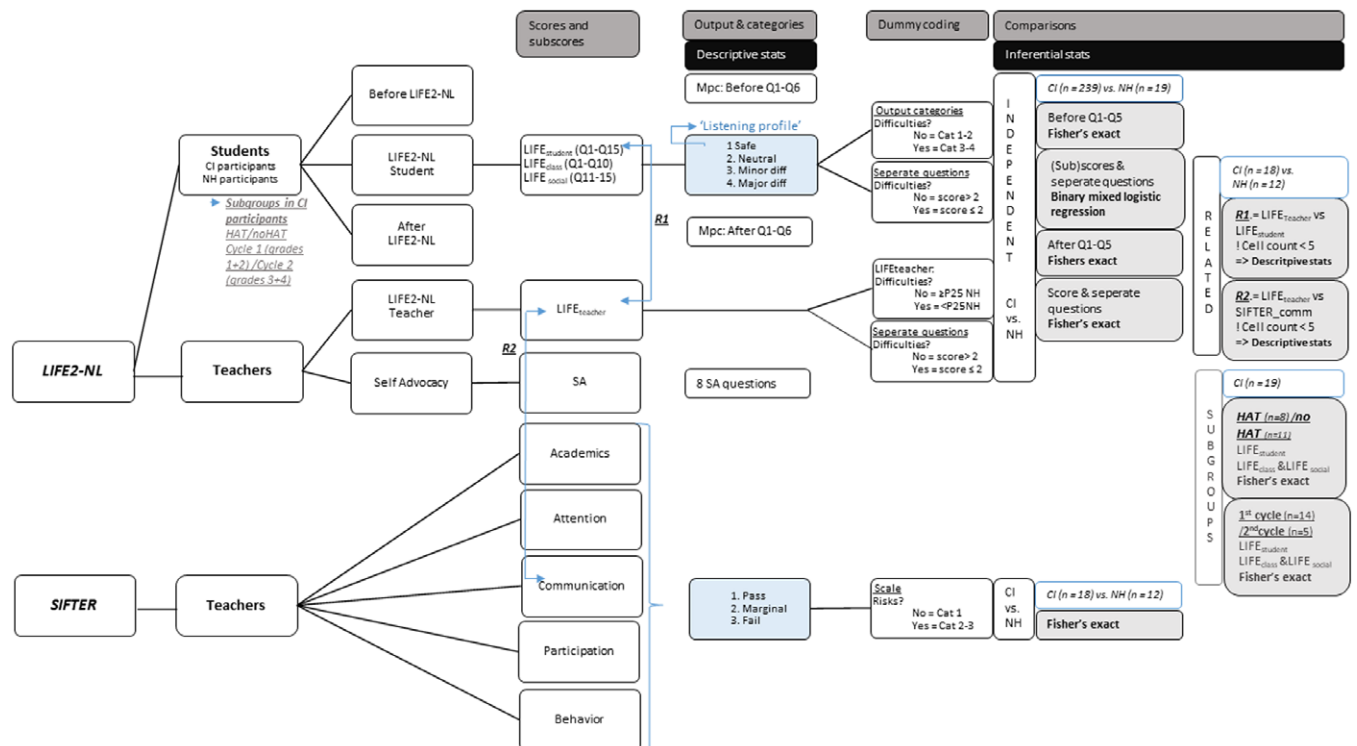 Scores and
subscores
Output & categories
Descriptive stats
Dummy coding
Comparisons
Inferential stats
Before LIFE2-NL
Mpc: Before Q1-Q6
I
N
D
E
P
E
N
D
E
N
T
CI
vs.
NH
CI (n = 239) vs. NH (n = 19)
Before Q1-Q5
Fisher's exact
Output categories
Difficulties?
No = Cat 1-2
Yes = Cat 3-4
'Listening profile'
Students
CI participants
NH participants
LIFE2-NL
Student
LIFEstudent (Q1-Q15)
LIFEclass (Q1-Q10)
LIFE social (Q11-15)
1 Safe
2. Neutral
3. Minor diff
4. Major diff
Seperate questions
Difficulties?
No = score> 2
Yes = score ≤ 2
(Sub)scores &
seperate questions
Binary mixed logistic
regression
Subgroups in CI
participants
HAT/noHAT
Cycle 1 (grades
1+2) /Cycle 2
(grades 3+4)
After
LIFE2-NL
R1
Mpc: After Q1-Q6
After Q1-Q5
Fishers exact
R
E
L
A
T
E
D
CI (n = 18) vs.
NH (n = 12)
R1.= LIFETeacher vs
LIFEstudent
! Cell count < 5
=> Descritpive stats
R2.= LIFEteacher vs
SIFTER_comm
! Cell count < 5
=> Descriptive stats
LIFE2-NL
Teacher
LIFEteacher
LIFEteacher:
Difficulties?
No = ≥P25 NH
Yes = <P25NH
Score & seperate
questions
Fisher's exact
Seperate questions
Difficulties?
No = score> 2
Yes = score ≤ 2
R2
LIFE2-NL
Teachers
Self Advocacy
SA
8 SA questions
S
U
B
G
R
O
U
P
S
CI (n = 19)
HAT (n=8) /no
HAT (n=11)
LIFEstudent
LIFEclass &LIFE social
Fisher's exact
1st cycle (n=14)
/2ndcycle (n=5)
LIFEstudent
LIFEclass &LIFE social
Fisher's exact
Academics
Attention
SIFTER
Teachers
Communication
1. Pass
2. Marginal
3. Fail
Scale
Risks?
No = Cat 1
Yes = Cat 2-3
CI
vs.
NH
CI (n = 18) vs. NH (n = 12)
Fisher's exact
Participation
Behavior